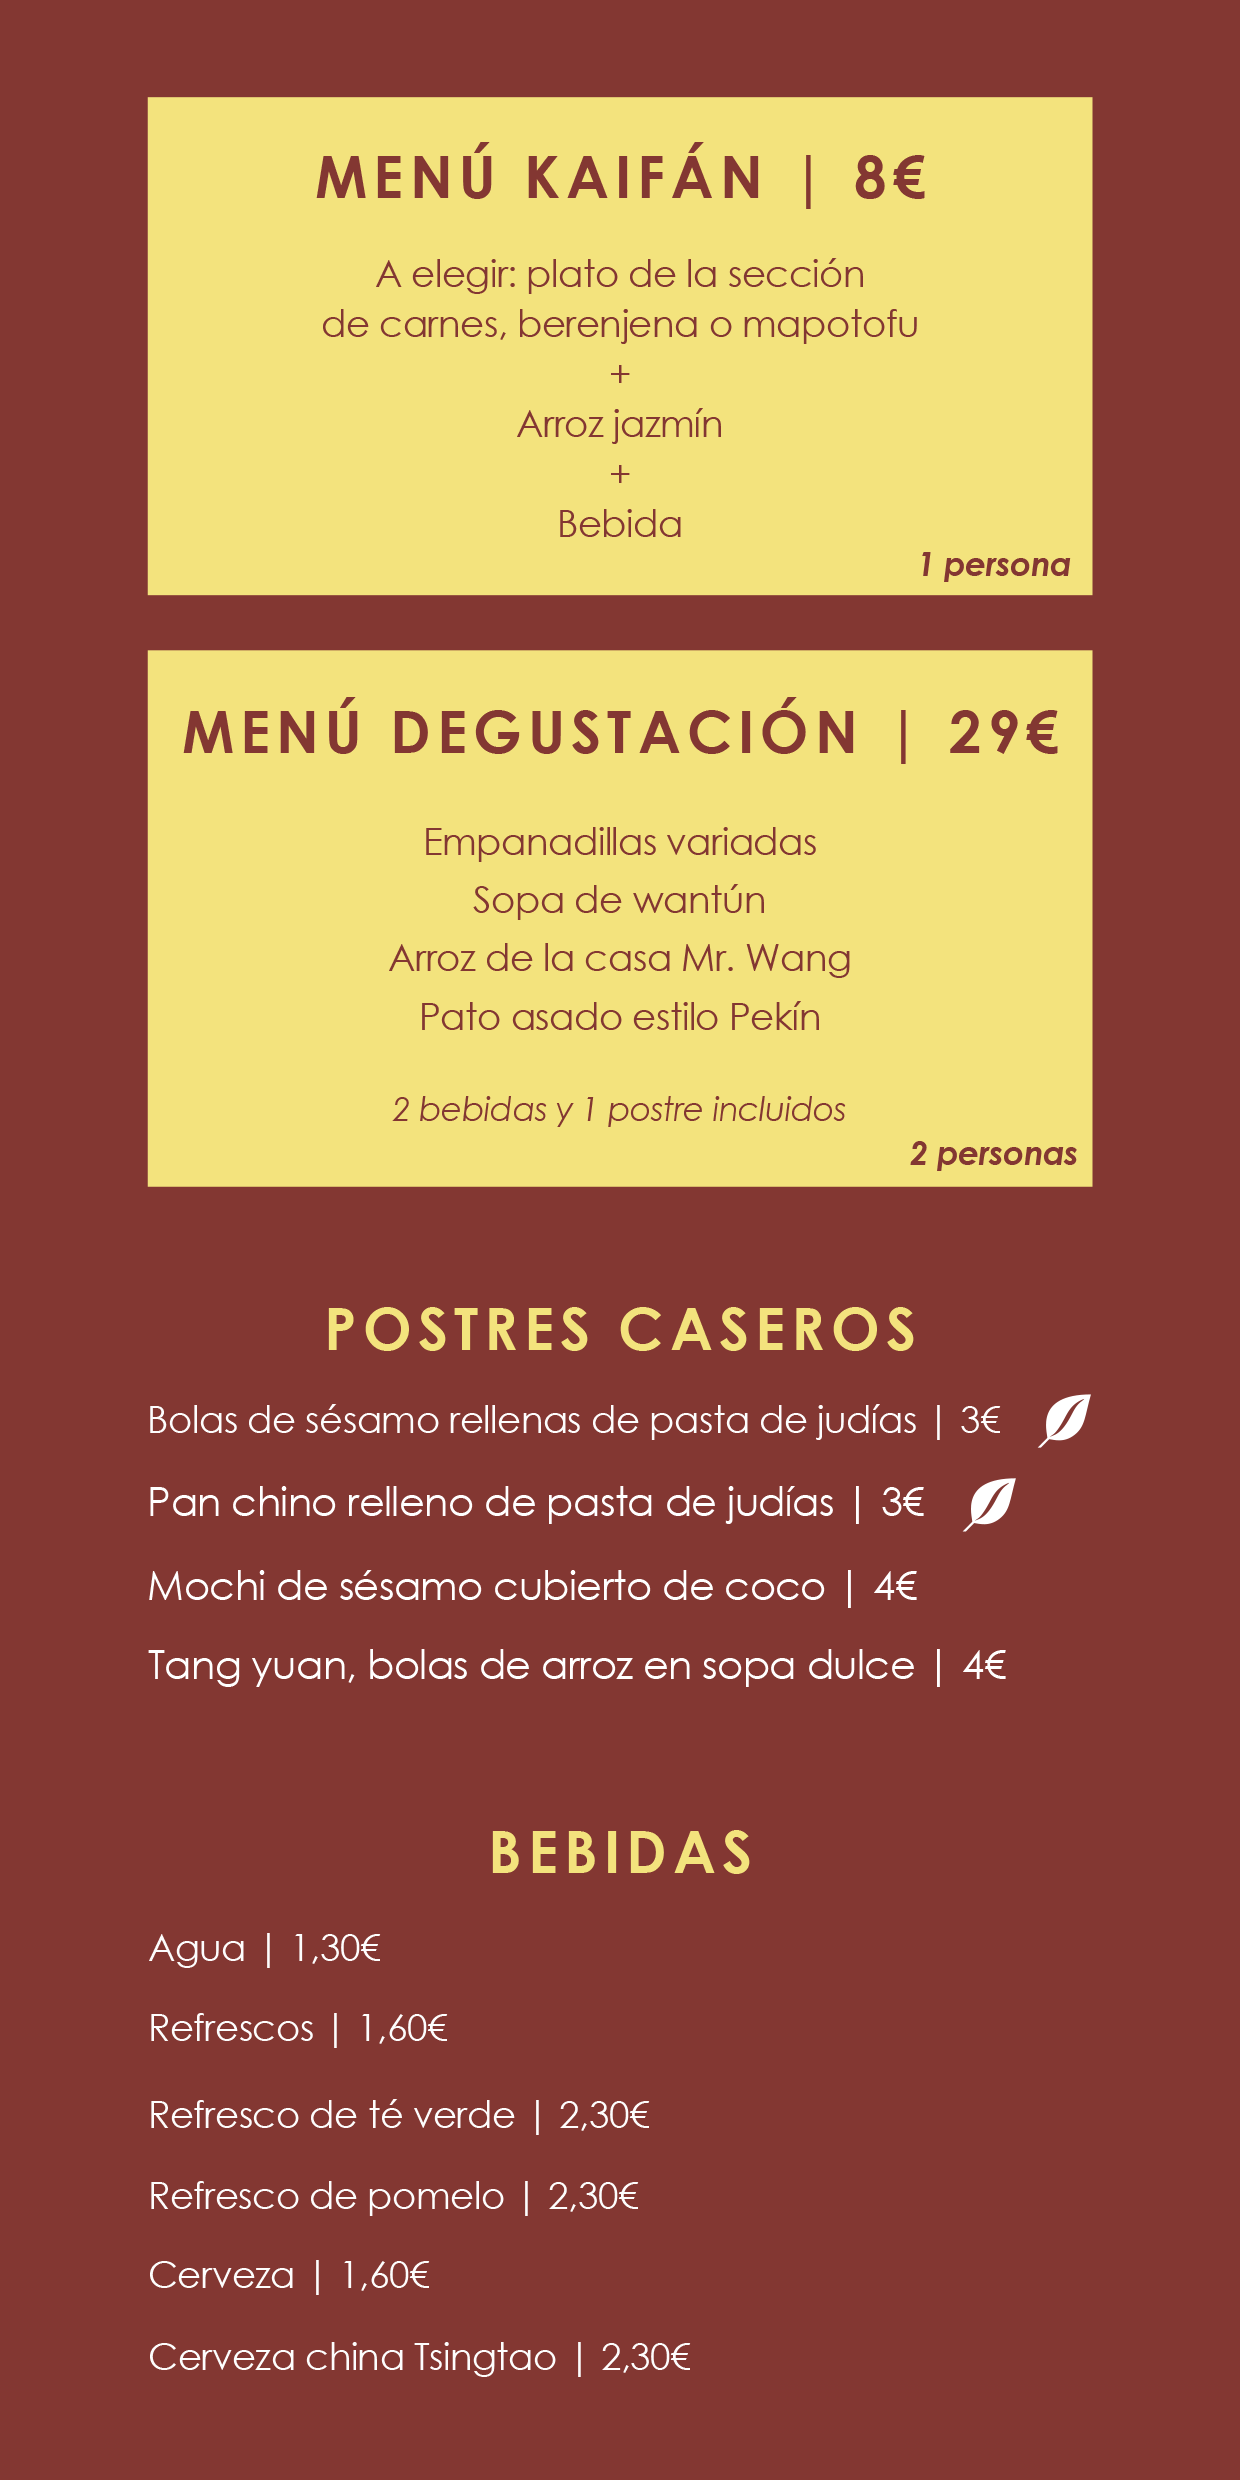 MENÚ KAIFÁN | 8€
A elegir: plato de la sección
de carnes, berenjena o mapotofu
+
Arroz jazmín
+
Bebida
1 persona
MENÚ DEGUSTACIÓN | 29€
Empanadillas variadas
Sopa de wantún
Arroz de la casa Mr. Wang
Pato asado estilo Pekín
2 bebidas y 1 postre incluidos
2 personas
POSTRES CASEROS
Bolas de sésamo rellenas de pasta de judías | 3€
Pan chino relleno de pasta de judías | 3€
Mochi de sésamo cubierto de coco | 4€
Tang yuan, bolas de arroz en sopa dulce | 4€
BEBIDAS
Agua | 1,30€
Refrescos | 1,60€
Refresco de té verde | 2,30€
Refresco de pomelo | 2,30€
Cerveza | 1,60€
Cerveza china Tsingtao | 2,30€